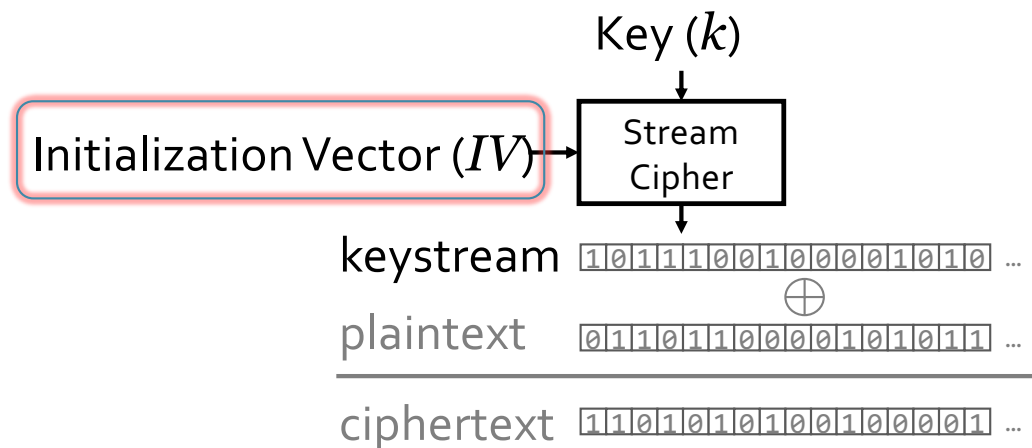 Key (k)
Initialization Vector (IV)
Stream
Cipher
keystream 1011100100001010 ...
⊕
plaintext 0110110000101011 ...
ciphertext 1101010100100001 ...